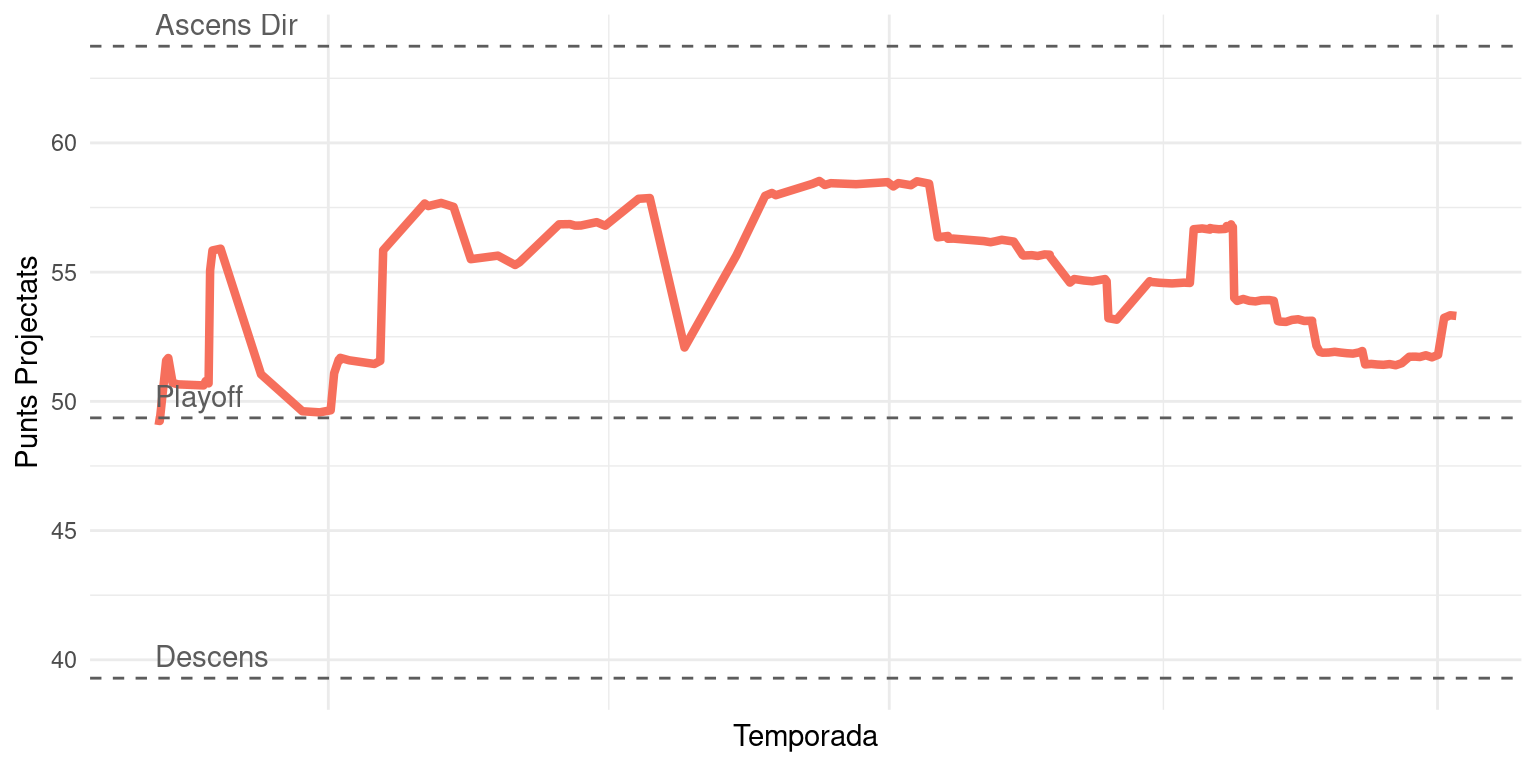 Ascens Dir
60
55
Playoff
50
45
Descens
40
Punts Projectats
Temporada